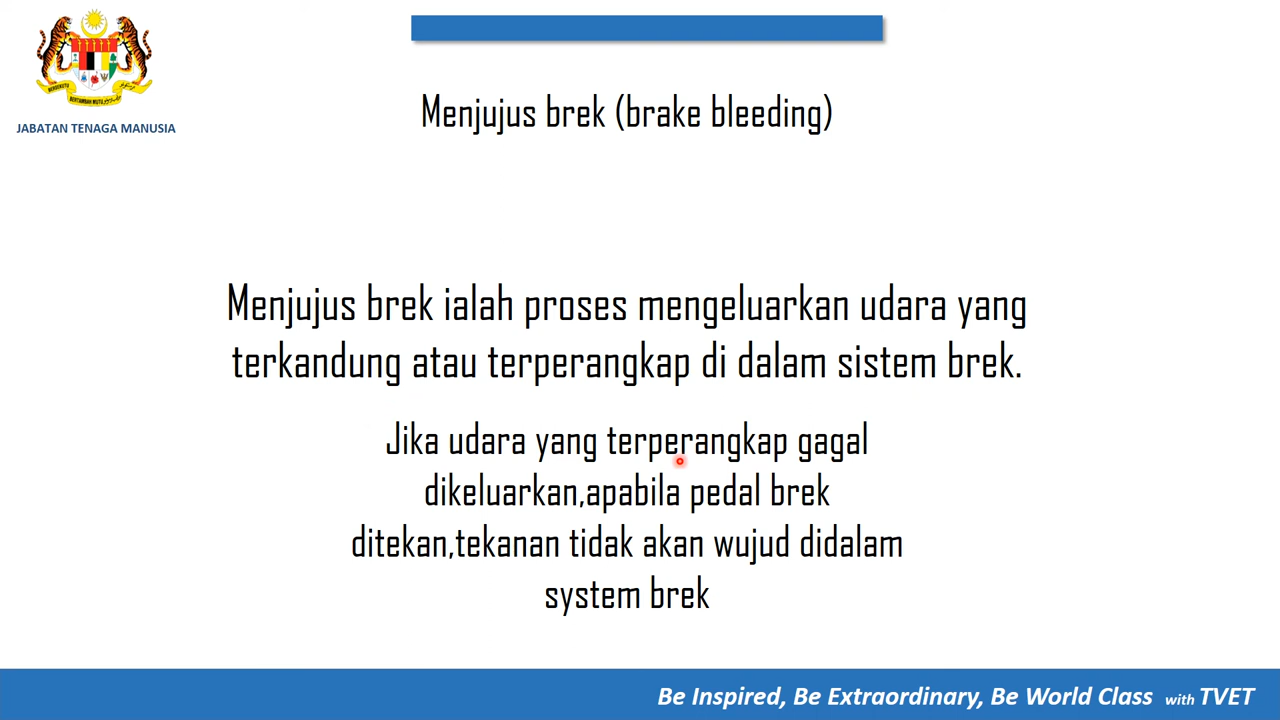 JABATAN TENAGA MANUSIA
Menjujus brek (brake bleeding)
Menjujus brek ialah proses mengeluarkan udara yang
terkandung atau terperangkap di dalam sistem brek.
Jika udara yang terperangkap gagal
dikeluarkan,apabila pedal brek
ditekan,tekanan tidak akan wujud didalam
system brek
Be Inspired, Be Extraordinary, Be World Class with TVET